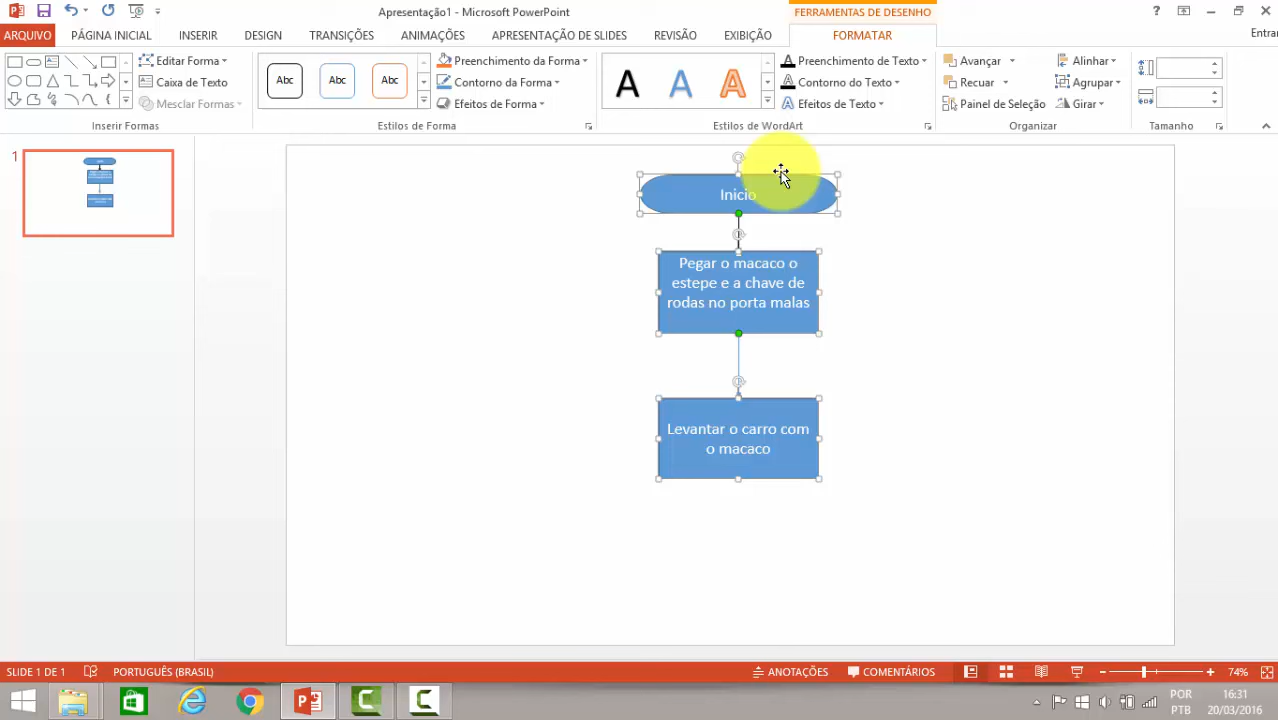 Apresentação1 - Microsoft PowerPoint
FERRAMENTAS DE DESENHO
?
ARQUIVO
PÁGINA INICIAL
INSERIR
DESIGN
TRANSIÇÕES
ANIMAÇÕES
APRESENTAÇÃO DE SLIDES
REVISÃO
EXIBIÇÃO
FORMATAR
Entrar
Editar Forma
Caixa de Texto
Mesclar Formas
Inserir Formas
Abc
Abc
Abc
Preenchimento da Forma
Contorno da Forma
Efeitos de Forma
Estilos de Forma
A
A
A
Preenchimento de Texto
Contorno do Texto
Efeitos de Texto
Estilos de WordArt
Avançar
Recuar
Painel de Seleção
Alinhar
Agrupar
Girar
Organizar
Tamanho
1
Inicio
Pegar o macaco o
estepe e a chave de
rodas no porta malas
Levantar o carro com
o macaco
SLIDE 1 DE 1
PORTUGUÊS (BRASIL)
ANOTAÇÕES
COMENTÁRIOS
74%
POR
PTB
16:31
20/03/2016